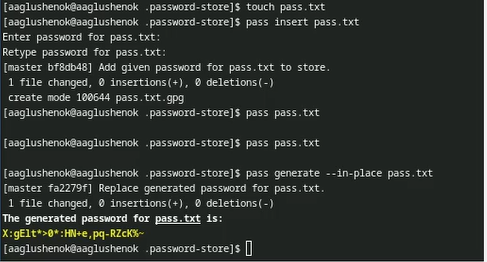 [aaglushenok@aaglushenok .password-store]$ touch pass.txt
[aaglushenok@aaglushenok .password-store]$ pass insert pass.txt
Enter password for pass.txt:
Retype password for pass.txt:
[master bf8db48] Add given password for pass.txt to store.
1 file changed, 0 insertions(+), 0 deletions(-)
create mode 100644 pass.txt.gpg
[aaglushenok@aaglushenok .password-store]$ pass pass.txt
[aaglushenok@aaglushenok .password-store]$ pass pass.txt
[aaglushenok@aaglushenok .password-store]$ pass generate --in-place pass.txt
[master fa2279f] Replace generated password for pass.txt.
1 file changed, 0 insertions(+), 0 deletions(-)
The generated password for pass.txt is:
X:gElt*>0*:HN+e,pq-RZcK%~
[aaglushenok@aaglushenok .password-store]$